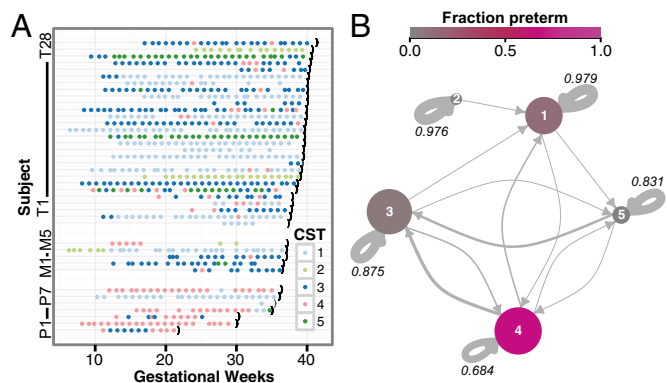 A
Subject
T28
T1
M1-M5
P1–P7
10
20
30
40
Gestational Weeks
CST
1
2
3
4
5
B
Fraction preterm
0.0
0.5
1.0
2
0.976
1
0.979
3
0.875
5
0.831
4
0.684